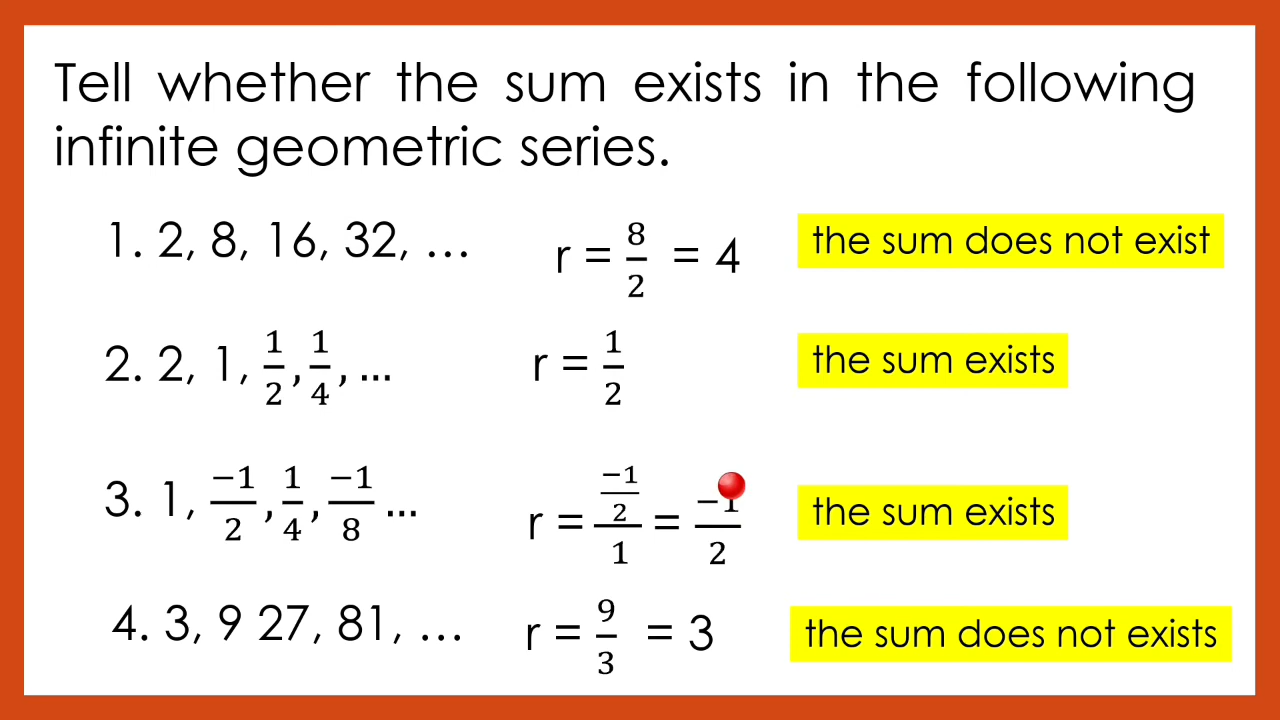 Tell whether the sum exists in the following
infinite geometric series.
1. 2, 8, 16, 32, … r = 8/2 = 4 the sum does not exist
2. 2, 1, 1/2, 1/4, ... r = 1/2 the sum exists
3. 1, −1/2, 1/4, −1/8 ... r = (−1/2)/1 = −1/2 the sum exists
4. 3, 9 27, 81, … r = 9/3 = 3 the sum does not exists